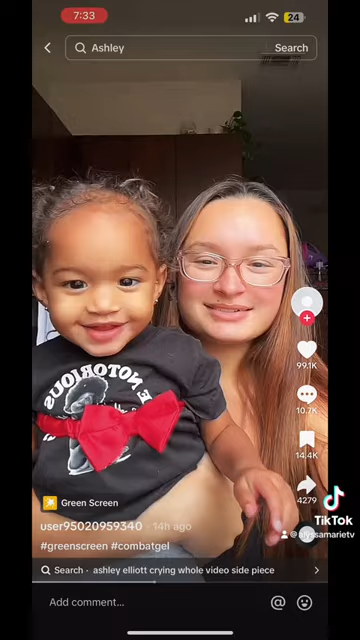 7:33
24
Ashley
Search
NOTORIOUS
99.1K
10.7K
14.4K
4279
Green Screen
user95020959340 · 14h ago
#greenscreen #combatgel
TikTok
@alyssamarietv
Search · ashley elliott crying whole video side piece
Add comment...